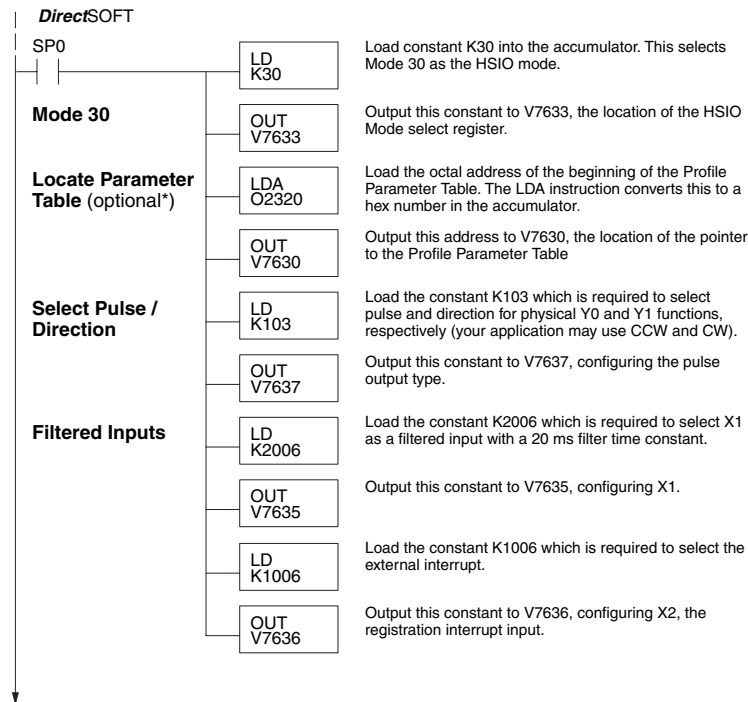 DirectSOFT
SP0
LD
K30
Load constant K30 into the accumulator. This selects
Mode 30 as the HSIO mode.
Mode 30
OUT
V7633
Output this constant to V7633, the location of the HSIO
Mode select register.
Locate Parameter
Table (optional*)
LDA
O2320
Load the octal address of the beginning of the Profile
Parameter Table. The LDA instruction converts this to a
hex number in the accumulator.
OUT
V7630
Output this address to V7630, the location of the pointer
to the Profile Parameter Table
Select Pulse /
Direction
LD
K103
Load the constant K103 which is required to select
pulse and direction for physical Y0 and Y1 functions,
respectively (your application may use CCW and CW).
OUT
V7637
Output this constant to V7637, configuring the pulse
output type.
Filtered Inputs
LD
K2006
Load the constant K2006 which is required to select X1
as a filtered input with a 20 ms filter time constant.
OUT
V7635
Output this constant to V7635, configuring X1.
LD
K1006
Load the constant K1006 which is required to select the
external interrupt.
OUT
V7636
Output this constant to V7636, configuring X2, the
registration interrupt input.